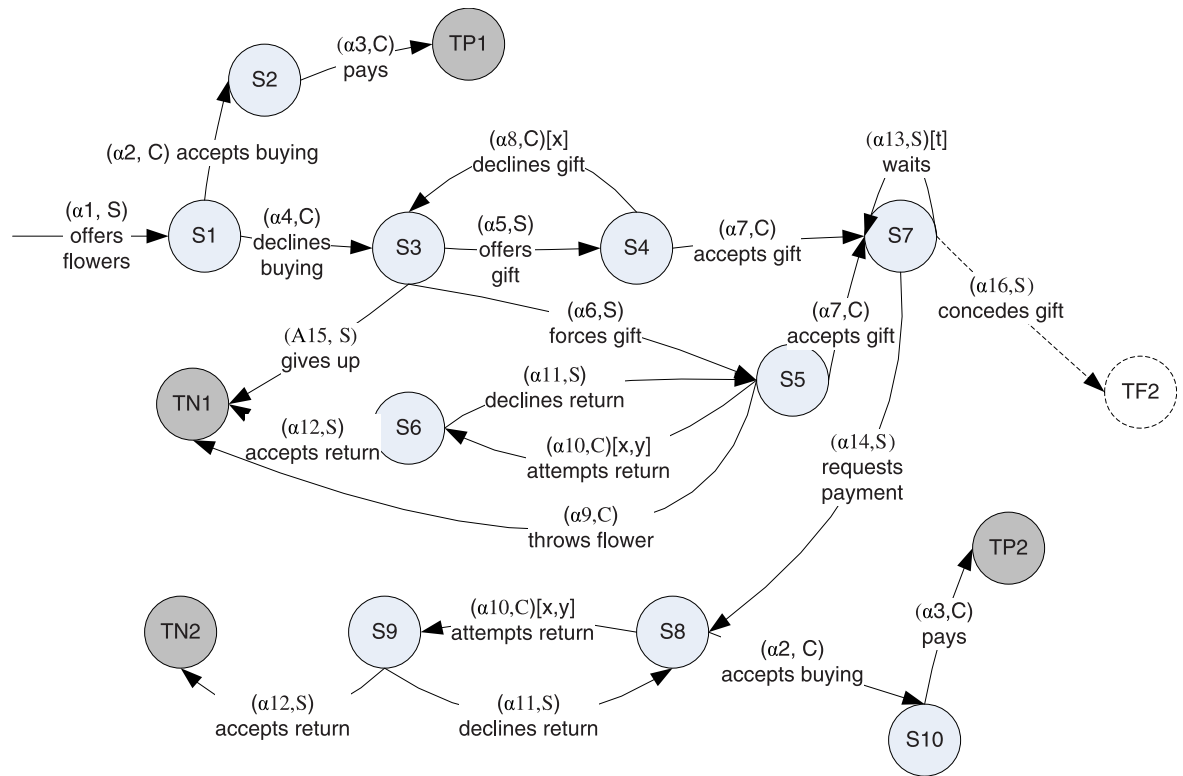 TP1
(α3,C)
pays
S2
(α2, C) accepts buying
(α8,C)[x]
declines gift
(α13,S)[t]
waits
(α1, S)
offers
flowers
S1
(α4,C)
declines
buying
S3
(α5,S)
offers
gift
S4
(α7,C)
accepts gift
S7
(α16,S)
concedes gift
(α6,S)
forces gift
(α7,C)
accepts gift
(A15, S)
gives up
(α11,S)
declines return
S5
TF2
TN1
S6
(α12,S)
accepts return
(α10,C)[x,y]
attempts return
(α14,S)
requests
payment
(α9,C)
throws flower
TP2
TN2
S9
(α10,C)[x,y]
attempts return
S8
(α3,C)
pays
(α2, C)
accepts buying
(α12,S)
accepts return
(α11,S)
declines return
S10